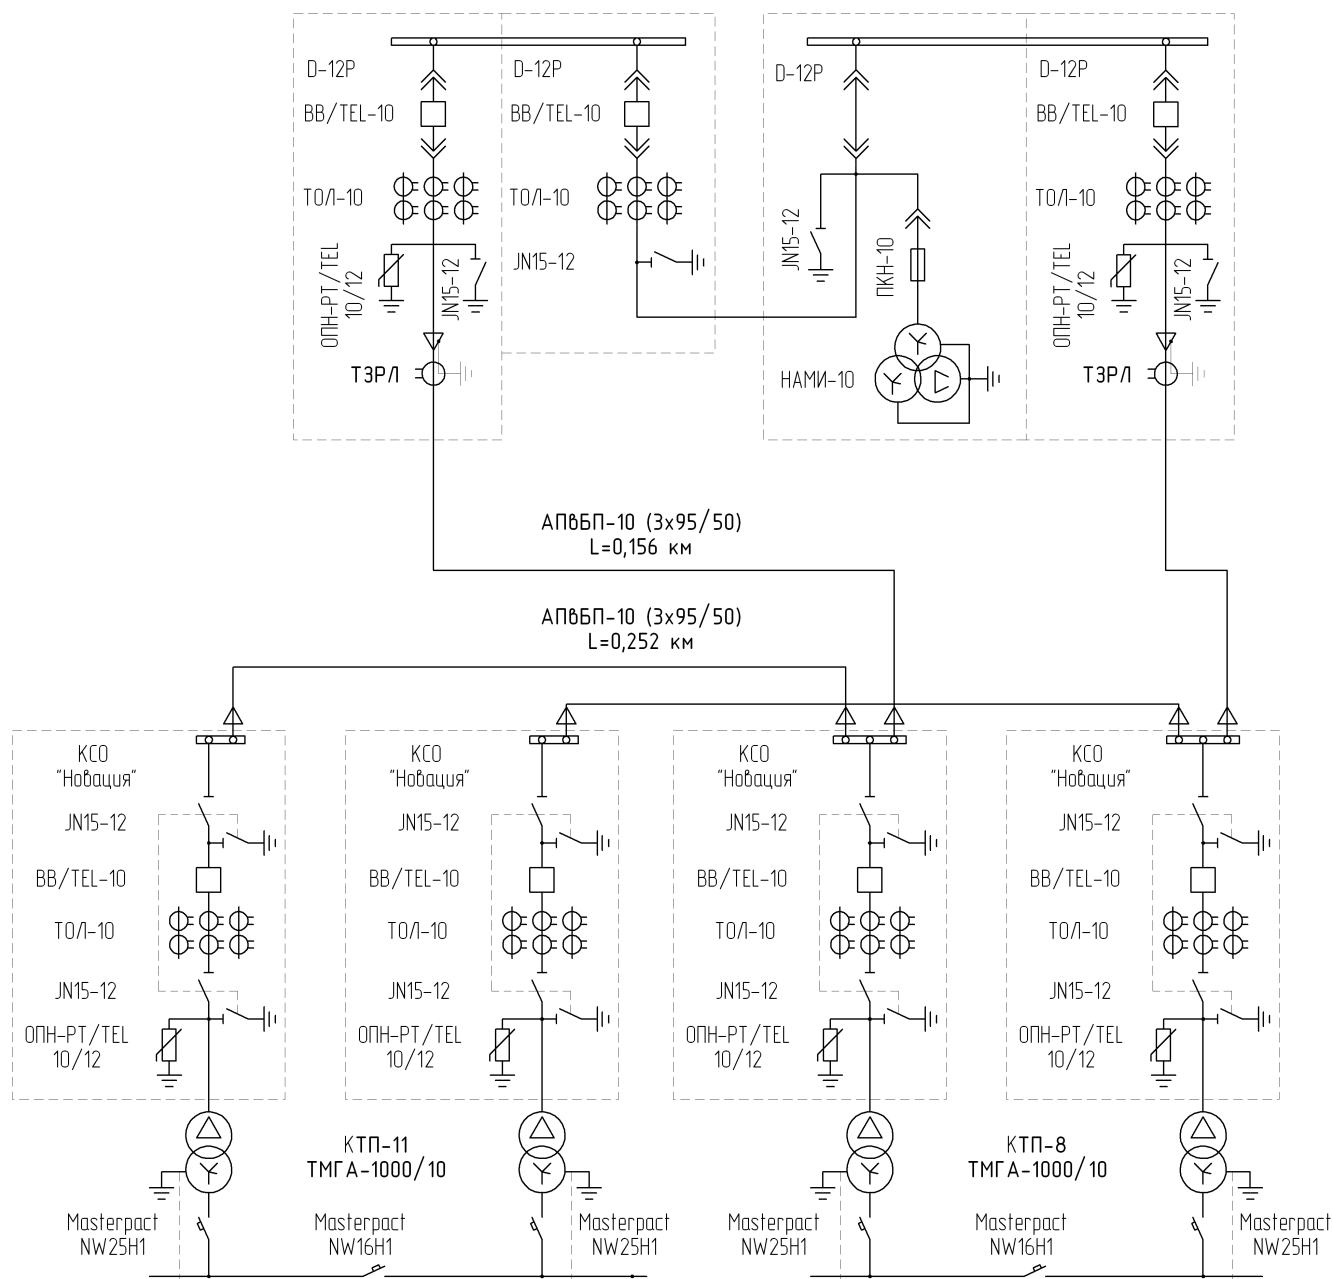 D-12P
D-12P
D-12P
D-12P
ВВ/TEL-10
ВВ/TEL-10
ВВ/TEL-10
ТОЛ-10
ТОЛ-10
ТОЛ-10
ОПН-РТ/TEL
10/12
JN15-12
JN15-12
JN15-12
ПКН-10
ОПН-РТ/TEL
10/12
JN15-12
ТЗРЛ
НАМИ-10
ТЗРЛ
АПвБП-10 (3х95/50)
L=0,156 км
АПвБП-10 (3х95/50)
L=0,252 км
КСО
"Новация"
КСО
"Новация"
КСО
"Новация"
КСО
"Новация"
JN15-12
JN15-12
JN15-12
JN15-12
ВВ/TEL-10
ВВ/TEL-10
ВВ/TEL-10
ВВ/TEL-10
ТОЛ-10
ТОЛ-10
ТОЛ-10
ТОЛ-10
JN15-12
JN15-12
JN15-12
JN15-12
ОПН-РТ/TEL
10/12
ОПН-РТ/TEL
10/12
ОПН-РТ/TEL
10/12
ОПН-РТ/TEL
10/12
КТП-11
ТМГА-1000/10
КТП-8
ТМГА-1000/10
Masterpact
NW25H1
Masterpact
NW16H1
Masterpact
NW25H1
Masterpact
NW25H1
Masterpact
NW16H1
Masterpact
NW25H1